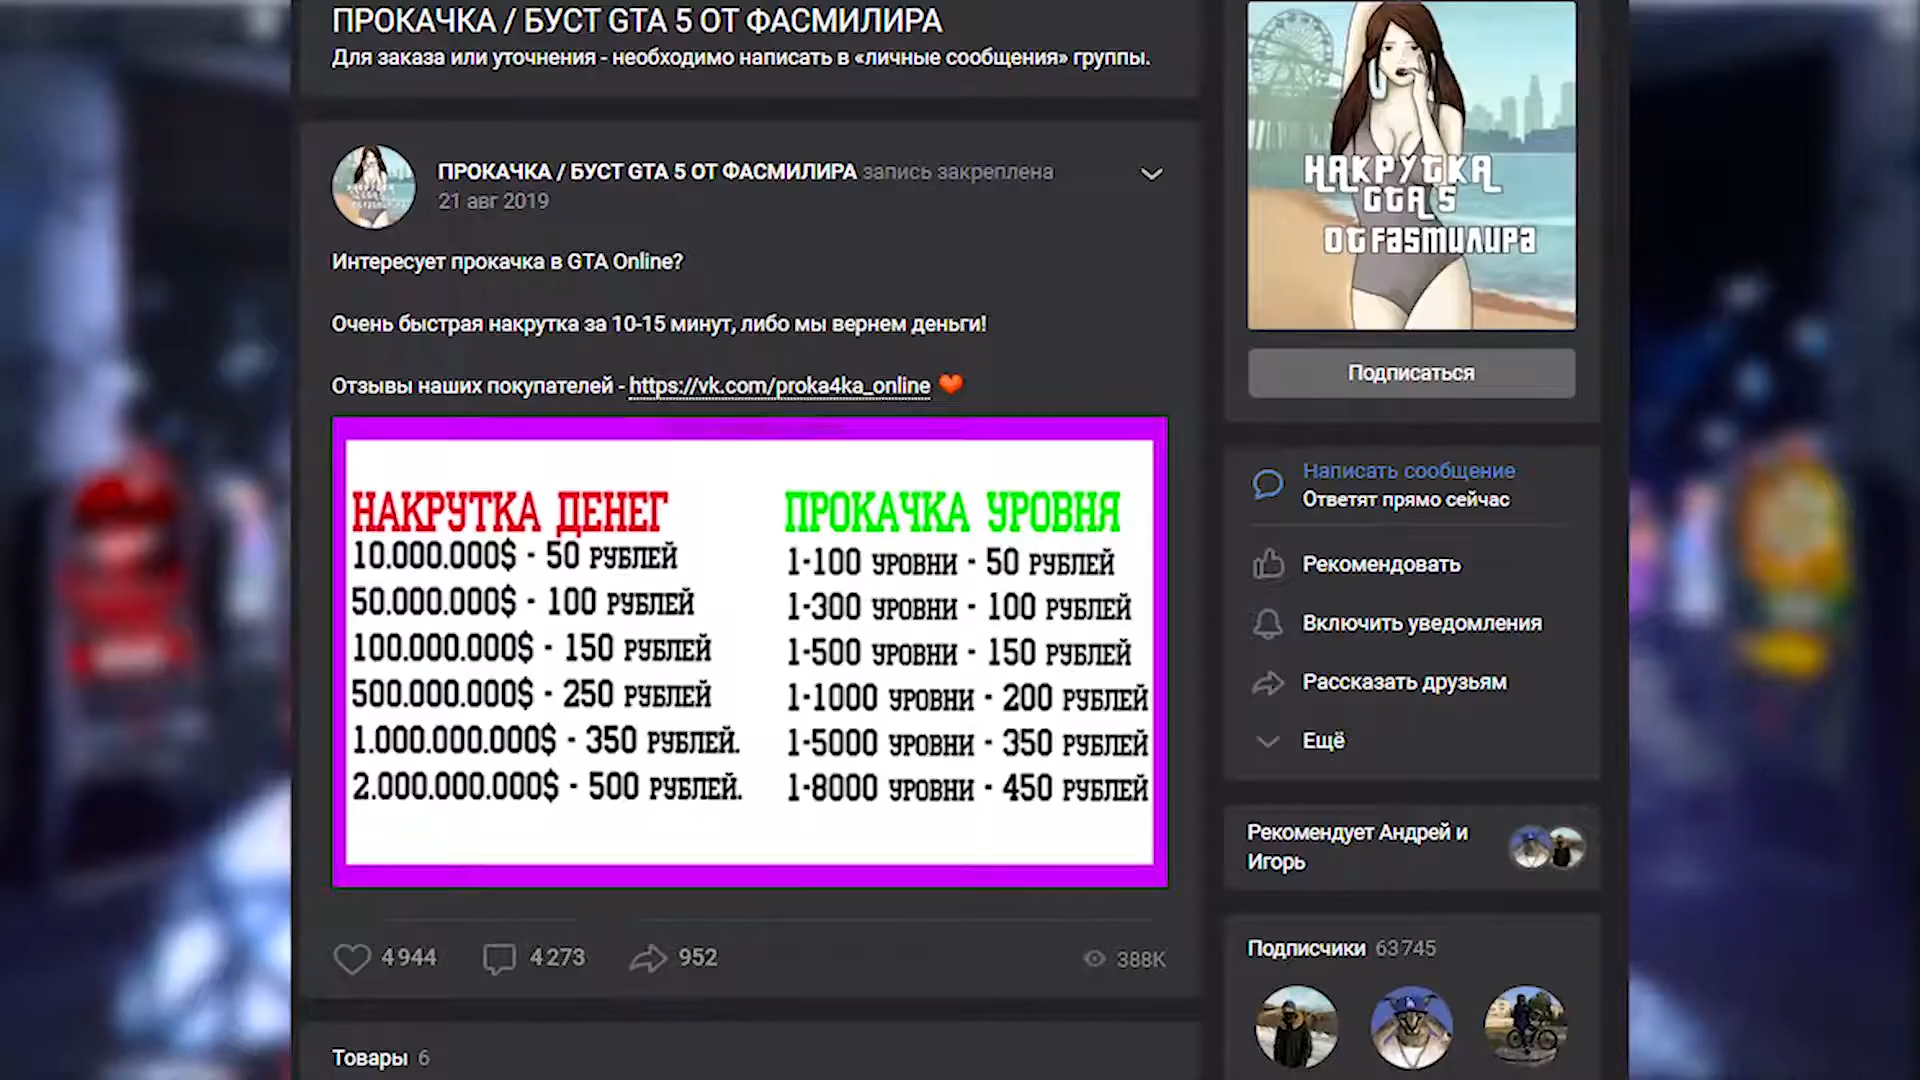 ПРОКАЧКА / БУСТ GTA 5 ОТ ФАСМИЛИРА
Для заказа или уточнения - необходимо написать в «личные сообщения» группы.
ПРОКАЧКА / БУСТ GTA 5 ОТ ФАСМИЛИРА запись закреплена
21 авг 2019
Интересует прокачка в GTA Online?
Очень быстрая накрутка за 10-15 минут, либо мы вернем деньги!
Отзывы наших покупателей - https://vk.com/proka4ka_online
НАКРУТКА ДЕНЕГ
10.000.000$ - 50 РУБЛЕЙ
50.000.000$ - 100 РУБЛЕЙ
100.000.000$ - 150 РУБЛЕЙ
500.000.000$ - 250 РУБЛЕЙ
1.000.000.000$ - 350 РУБЛЕЙ.
2.000.000.000$ - 500 РУБЛЕЙ.
ПРОКАЧКА УРОВНЯ
1-100 УРОВНИ - 50 РУБЛЕЙ
1-300 УРОВНИ - 100 РУБЛЕЙ
1-500 УРОВНИ - 150 РУБЛЕЙ
1-1000 УРОВНИ - 200 РУБЛЕЙ
1-5000 УРОВНИ - 350 РУБЛЕЙ
1-8000 УРОВНИ - 450 РУБЛЕЙ
4 944 4 273 952 388K
Товары 6
НАКРУТКА
GTA 5
ОТ FASMИЛИРА
Подписаться
Написать сообщение
Ответят прямо сейчас
Рекомендовать
Включить уведомления
Рассказать друзьям
Ещё
Рекомендует Андрей и
Игорь
Подписчики 63 745